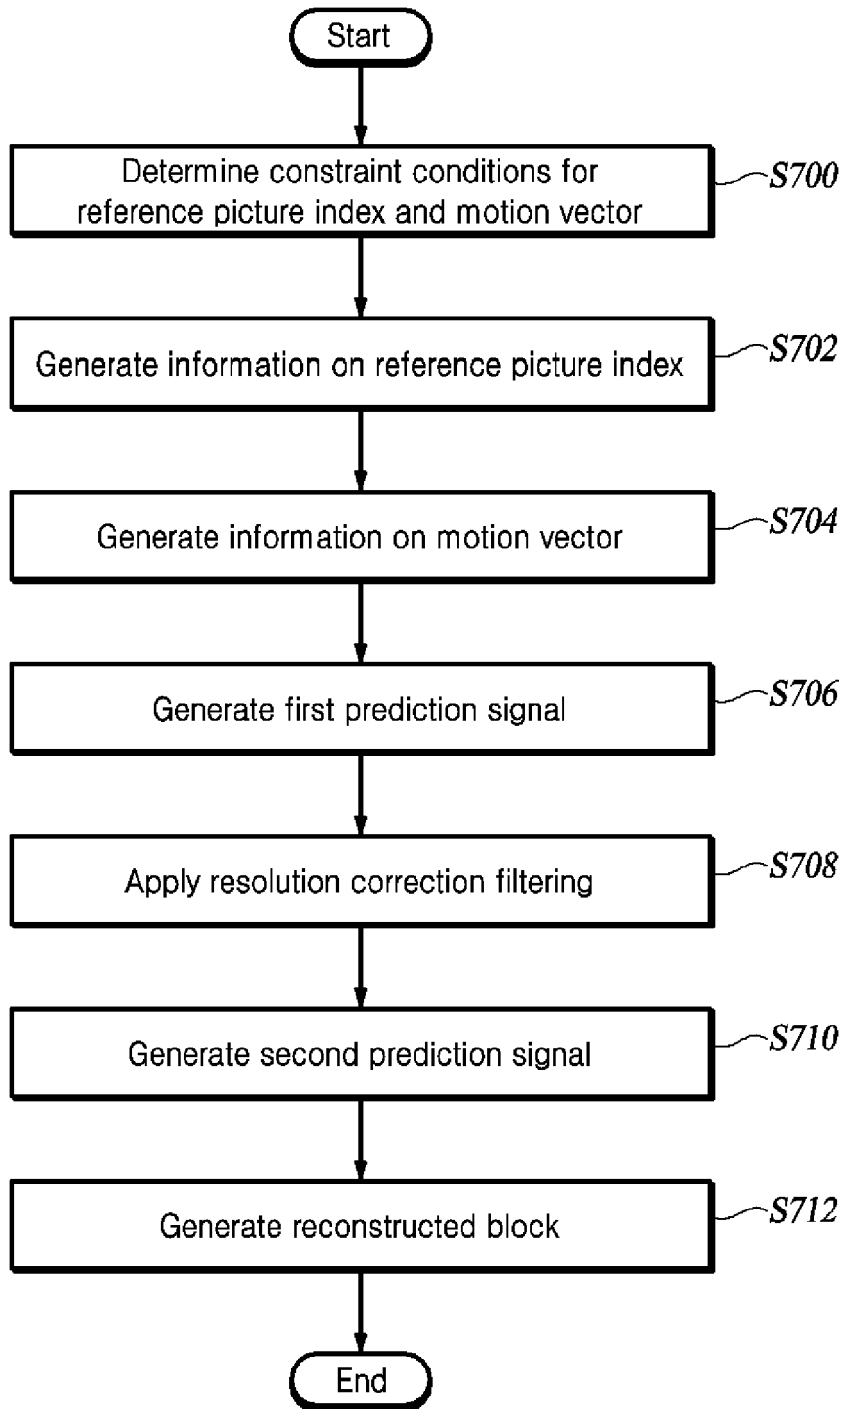 Start
Determine constraint conditions for
reference picture index and motion vector
S700
Generate information on reference picture index
S702
Generate information on motion vector
S704
Generate first prediction signal
S706
Apply resolution correction filtering
S708
Generate second prediction signal
S710
Generate reconstructed block
S712
End